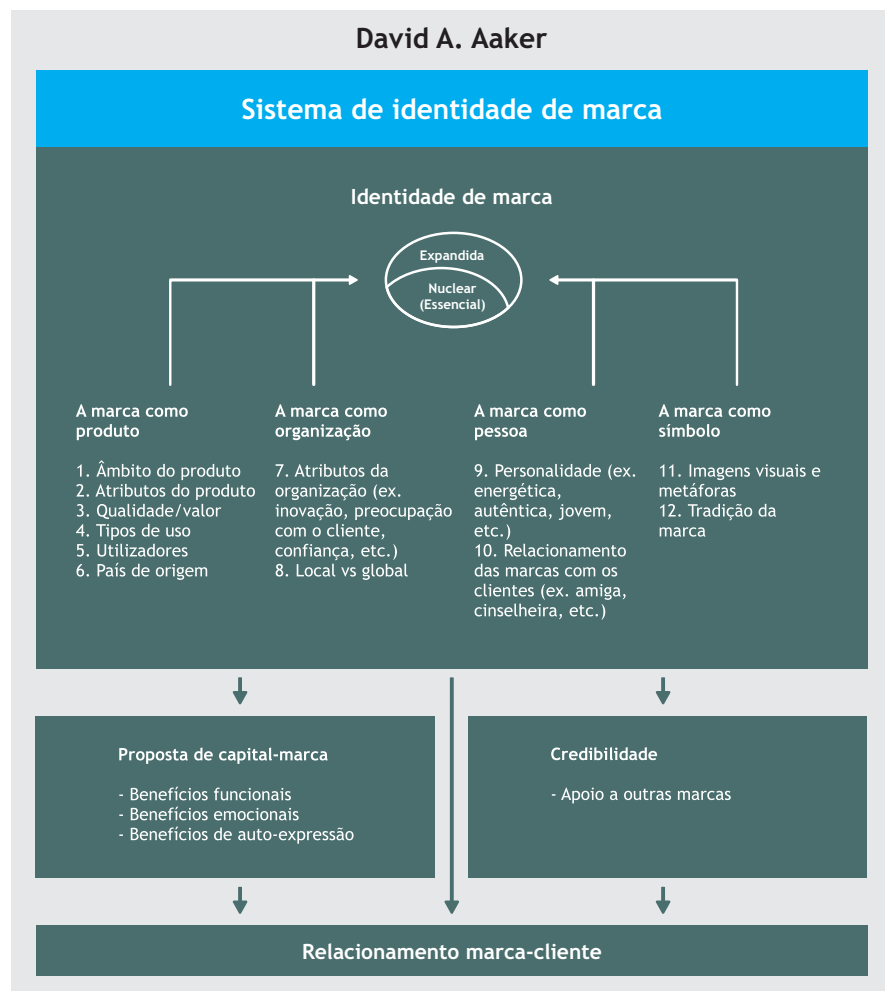 David A. Aaker
Sistema de identidade de marca
Identidade de marca
Expandida
Nuclear
(Essencial)
A marca como
produto
1. Âmbito do produto
2. Atributos do produto
3. Qualidade/valor
4. Tipos de uso
5. Utilizadores
6. País de origem
A marca como
organização
7. Atributos da
organização (ex.
inovação, preocupação
com o cliente,
confiança, etc.)
8. Local vs global
A marca como
pessoa
9. Personalidade (ex.
energética,
autêntica, jovem,
etc.)
10. Relacionamento
das marcas com os
clientes (ex. amiga,
cinselheira, etc.)
A marca como
símbolo
11. Imagens visuais e
metáforas
12. Tradição da
marca
Proposta de capital-marca
- Benefícios funcionais
- Benefícios emocionais
- Benefícios de auto-expressão
Credibilidade
- Apoio a outras marcas
Relacionamento marca-cliente